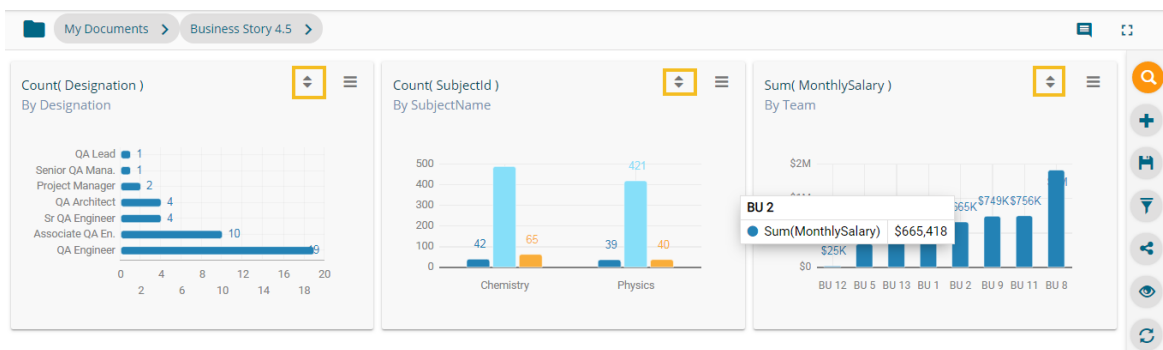 My Documents
Business Story 4.5
Count( Designation )
By Designation
QA Lead 1
Senior QA Mana. 1
Project Manager 2
QA Architect 4
Sr QA Engineer 4
Associate QA En. 10
QA Engineer 19
0 4 8 12 16 20
2 6 10 14 18
Count( SubjectId )
By SubjectName
500
400
300
200
100
0
421
42 65 39 40
Chemistry Physics
Sum( MonthlySalary )
By Team
$2M
$0
BU 2
Sum(MonthlySalary) $665,418
$749K $756K
$25K
BU 12 BU 5 BU 13 BU 1 BU 2 BU 9 BU 11 BU 8